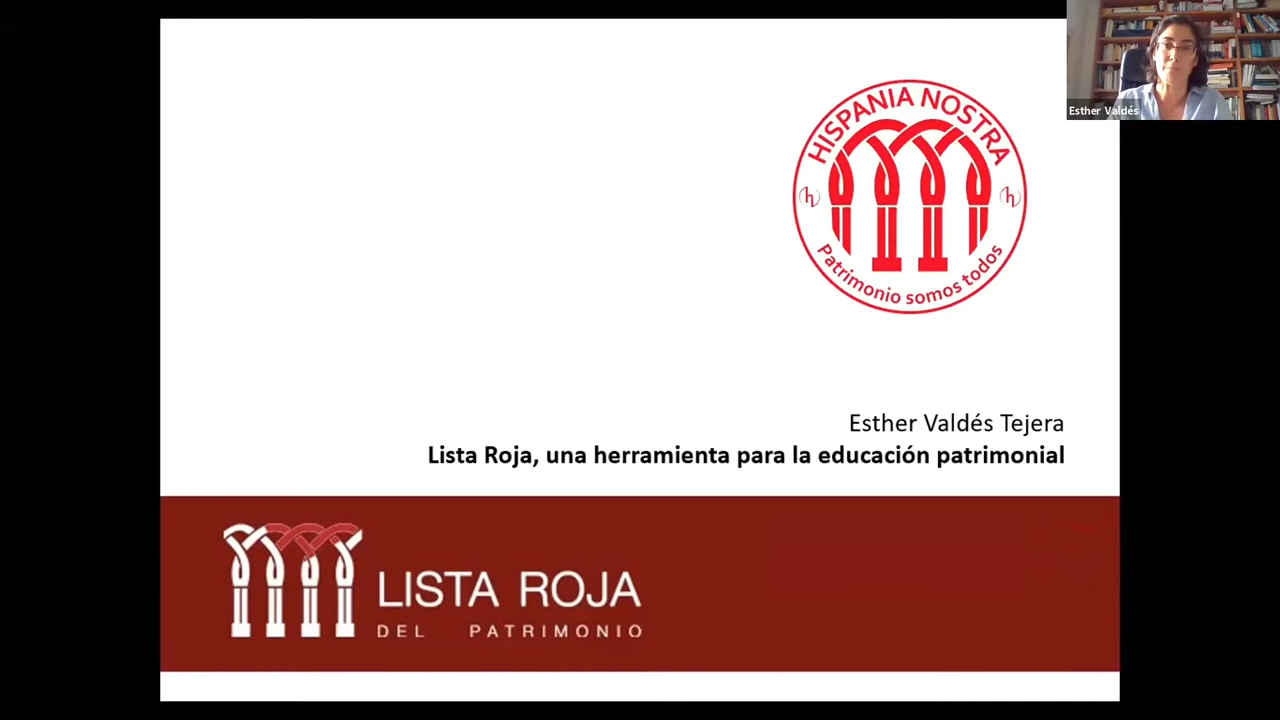 HISPANIA NOSTRA
Patrimonio somos todos
Esther Valdés
Esther Valdés Tejera
Lista Roja, una herramienta para la educación patrimonial
LISTA ROJA
DEL PATRIMONIO